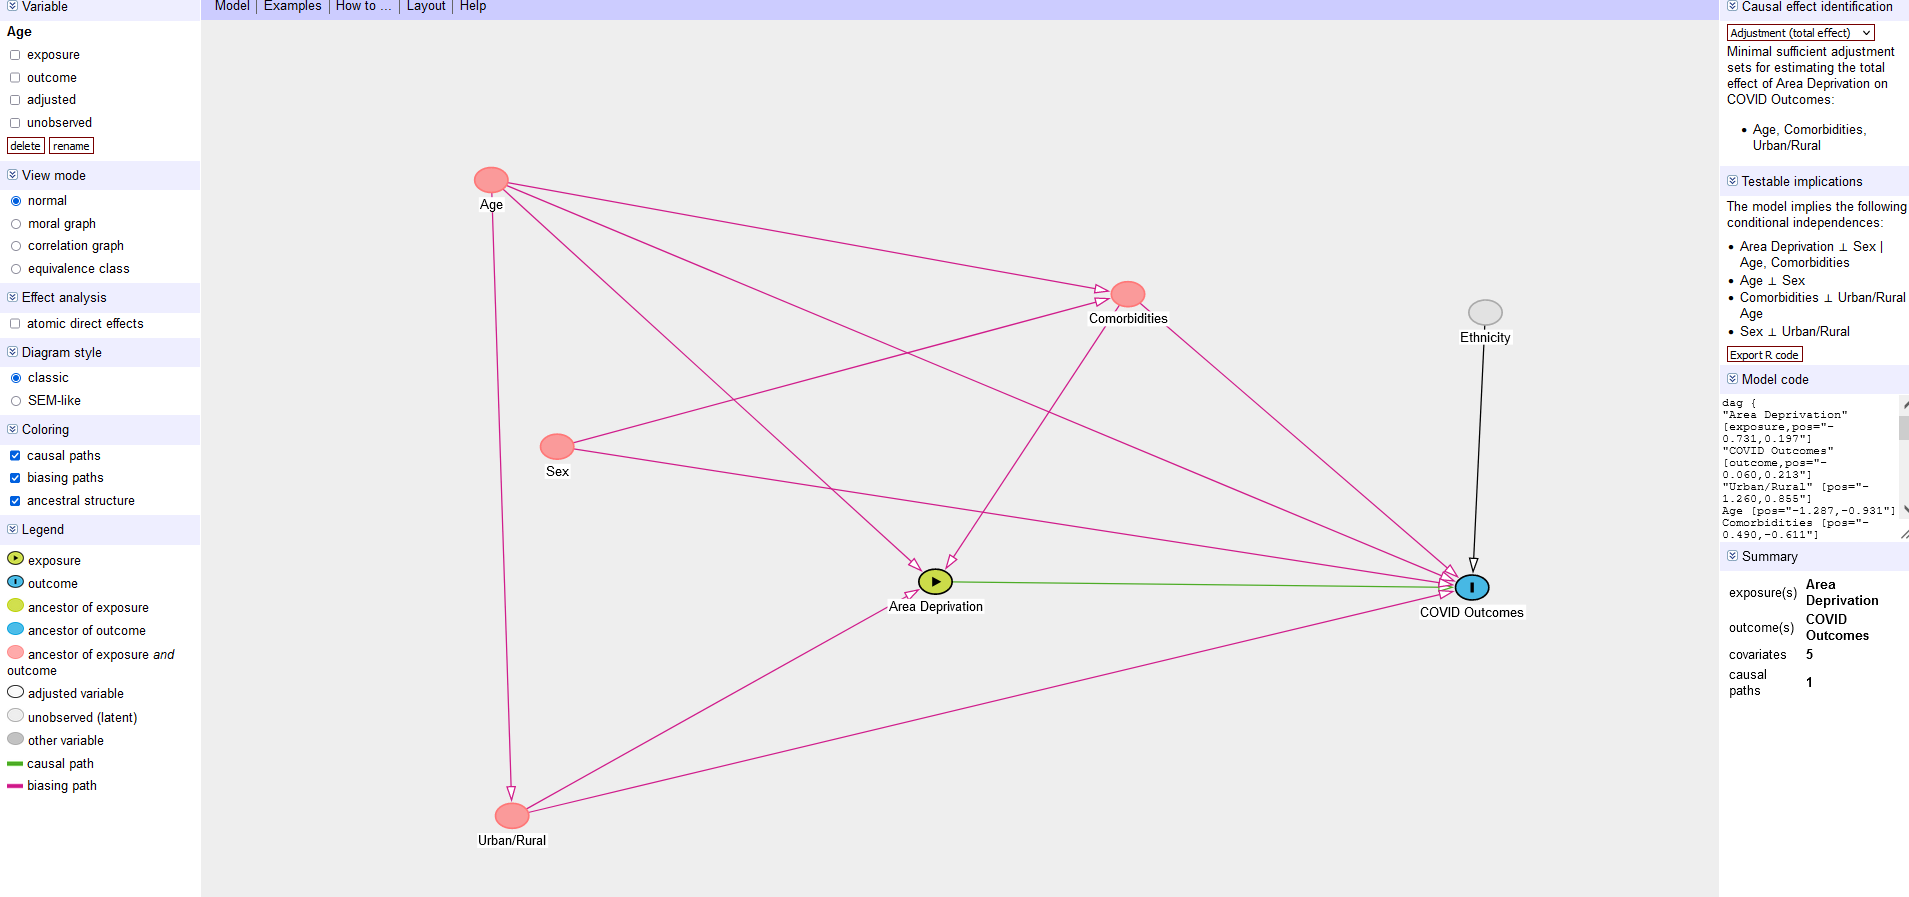 Variable
Age
exposure
outcome
adjusted
unobserved
delete rename
View mode
normal
moral graph
correlation graph
equivalence class
Effect analysis
atomic direct effects
Diagram style
classic
SEM-like
Coloring
causal paths
biasing paths
ancestral structure
Legend
exposure
outcome
ancestor of exposure
ancestor of outcome
ancestor of exposure and
outcome
adjusted variable
unobserved (latent)
other variable
causal path
biasing path
Model | Examples | How to ... | Layout | Help
Age
Comorbidities
Ethnicity
Sex
Area Deprivation
COVID Outcomes
Urban/Rural
Causal effect identification
Adjustment (total effect)
Minimal sufficient adjustment
sets for estimating the total
effect of Area Deprivation on
COVID Outcomes:
• Age, Comorbidities,
Urban/Rural
Testable implications
The model implies the following
conditional independences:
• Area Deprivation ⊥ Sex |
Age, Comorbidities
• Age ⊥ Sex
• Comorbidities ⊥ Urban/Rural
Age
• Sex ⊥ Urban/Rural
Export R code
Model code
dag {
"Area Deprivation"
[exposure,pos="-
0.731,0.197"]
"COVID Outcomes"
[outcome,pos="-
0.060,0.213"]
"Urban/Rural" [pos="-
1.260,0.855"]
Age [pos="-1.287,-0.931"]
Comorbidities [pos="-
0.490,-0.611"]
Summary
exposure(s) Area
Deprivation
outcome(s) COVID
Outcomes
covariates 5
causal
paths 1